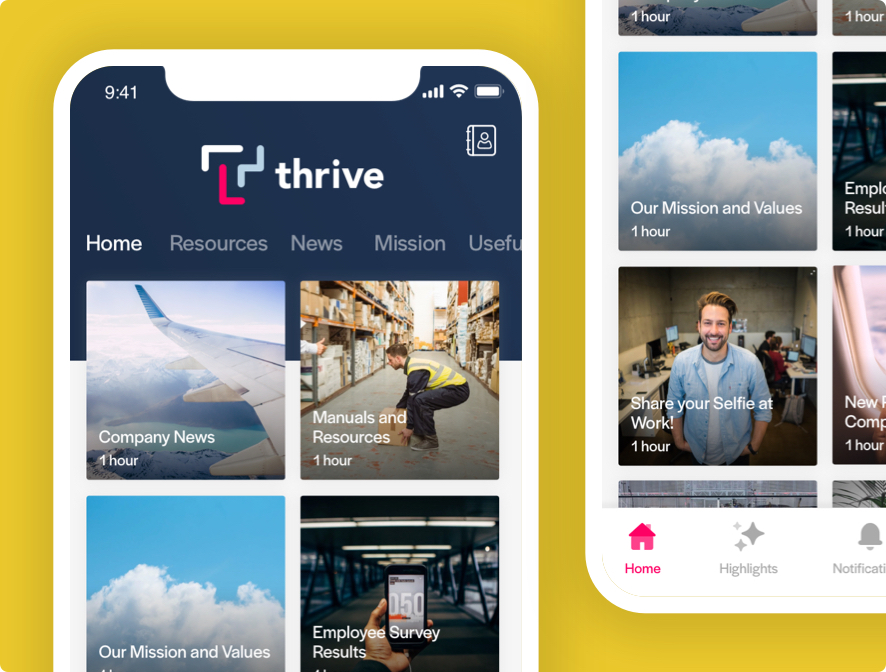 9:41
thrive
Home Resources News Mission Usefu
Company News
1 hour
Manuals and
Resources
1 hour
Our Mission and Values
Employee Survey
Results
050
1 hour
1 hour
Our Mission and Values
1 hour
Emplo
Resul
1 hour
Share your Selfie at
Work!
1 hour
New
Comp
1 hour
Home
Highlights
Notificati